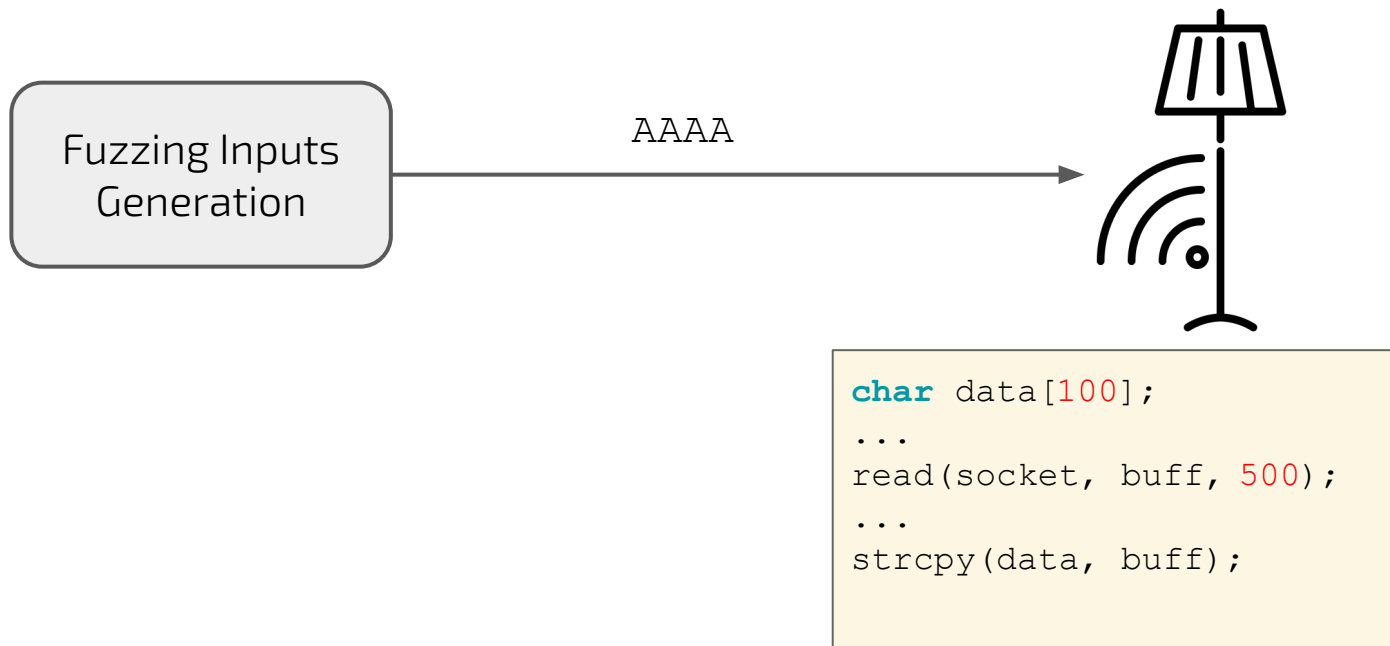 Fuzzing Inputs
Generation
AAAA
char data[100];
...
read(socket, buff, 500);
...
strcpy(data, buff);